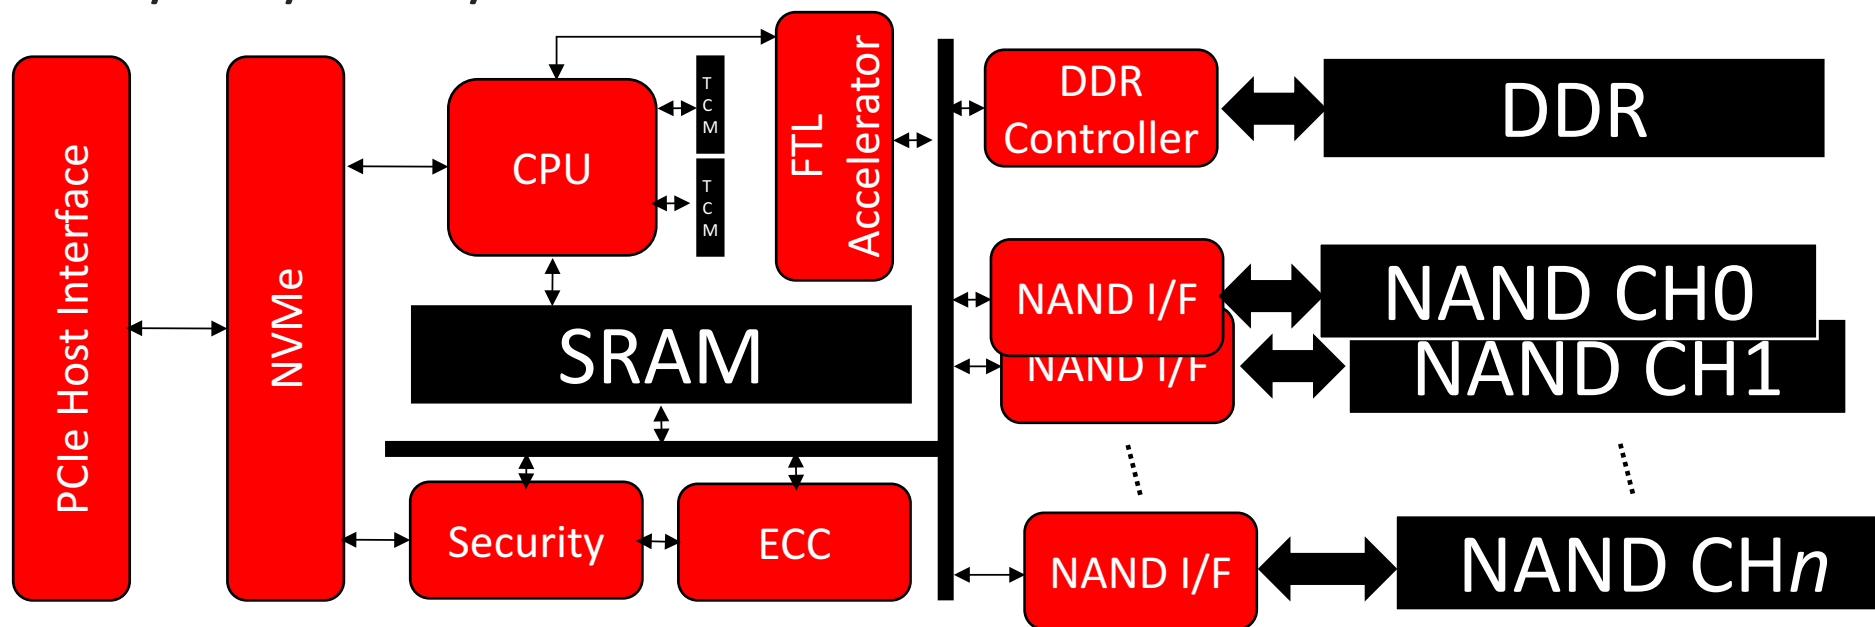 PCIe Host Interface
NVMe
CPU
TCM
TCM
FTL
Accelerator
SRAM
Security
ECC
DDR
Controller
DDR
NAND I/F
NAND CH0
NAND I/F
NAND CH1
NAND I/F
NAND CHn